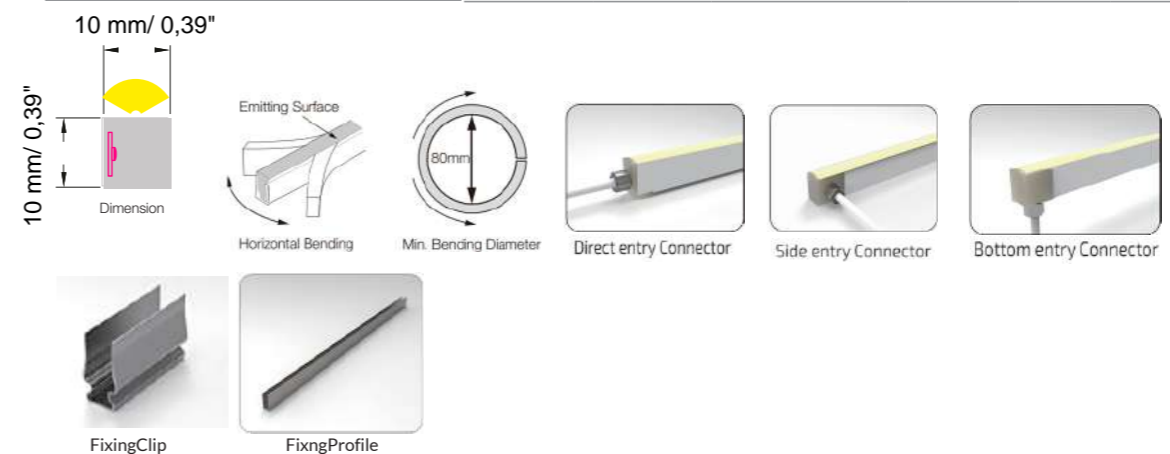 10 mm/ 0,39"
10 mm/ 0,39"
Dimension
Emitting Surface
Horizontal Bending
80mm
Min. Bending Diameter
Direct entry Connector
Side entry Connector
Bottom entry Connector
FixingClip
FixngProfile